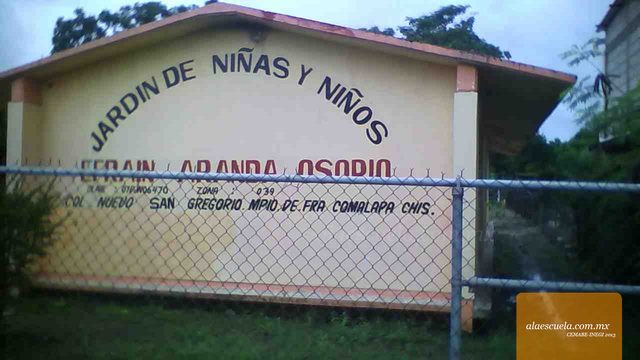 JARDIN DE NIÑAS Y NIÑOS
EFRAIN ARANDA OSORIO
ZONA : 039
COL. NUEVO SAN GREGORIO MPIO. DE. FRA COMALAPA CHIS.
alaescuela.com.mx
CEMABE-INEGI 2013